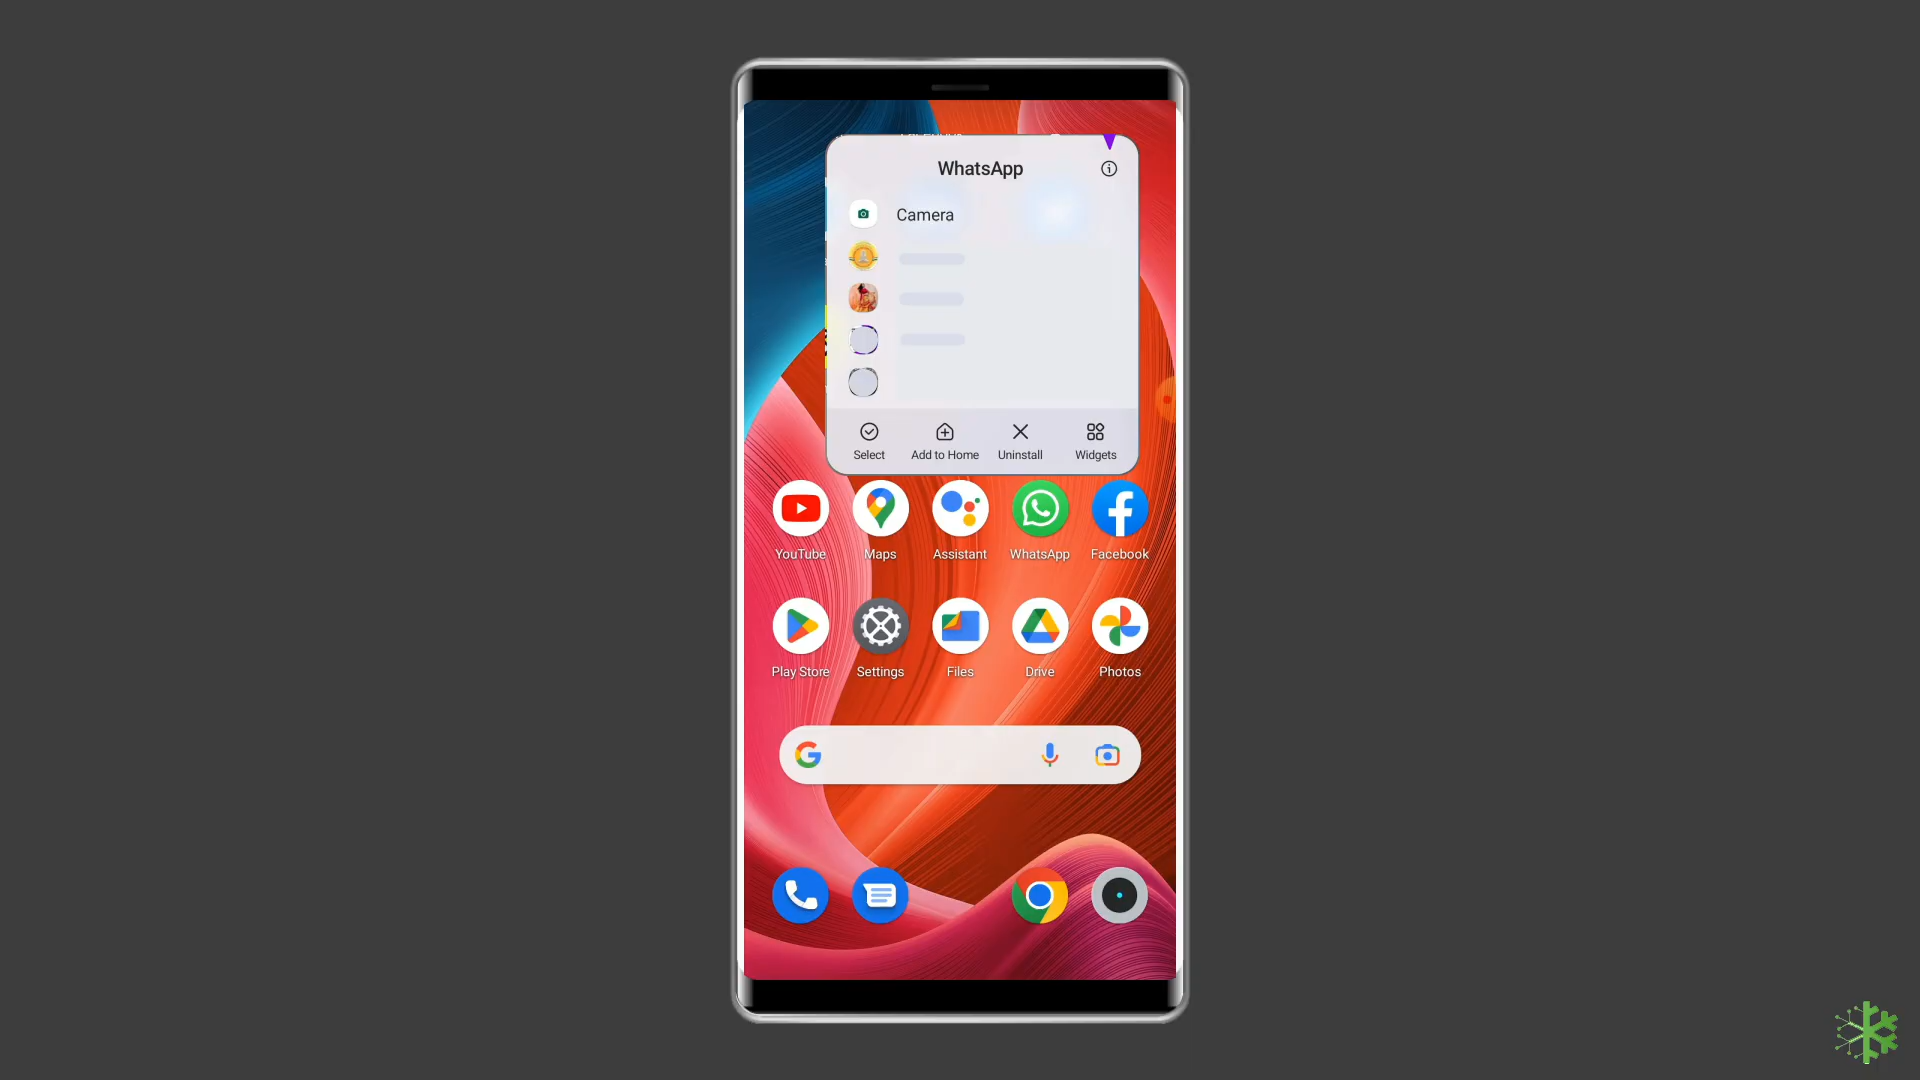 WhatsApp
Camera
Select Add to Home Uninstall Widgets
YouTube Maps Assistant WhatsApp Facebook
Play Store Settings Files Drive Photos